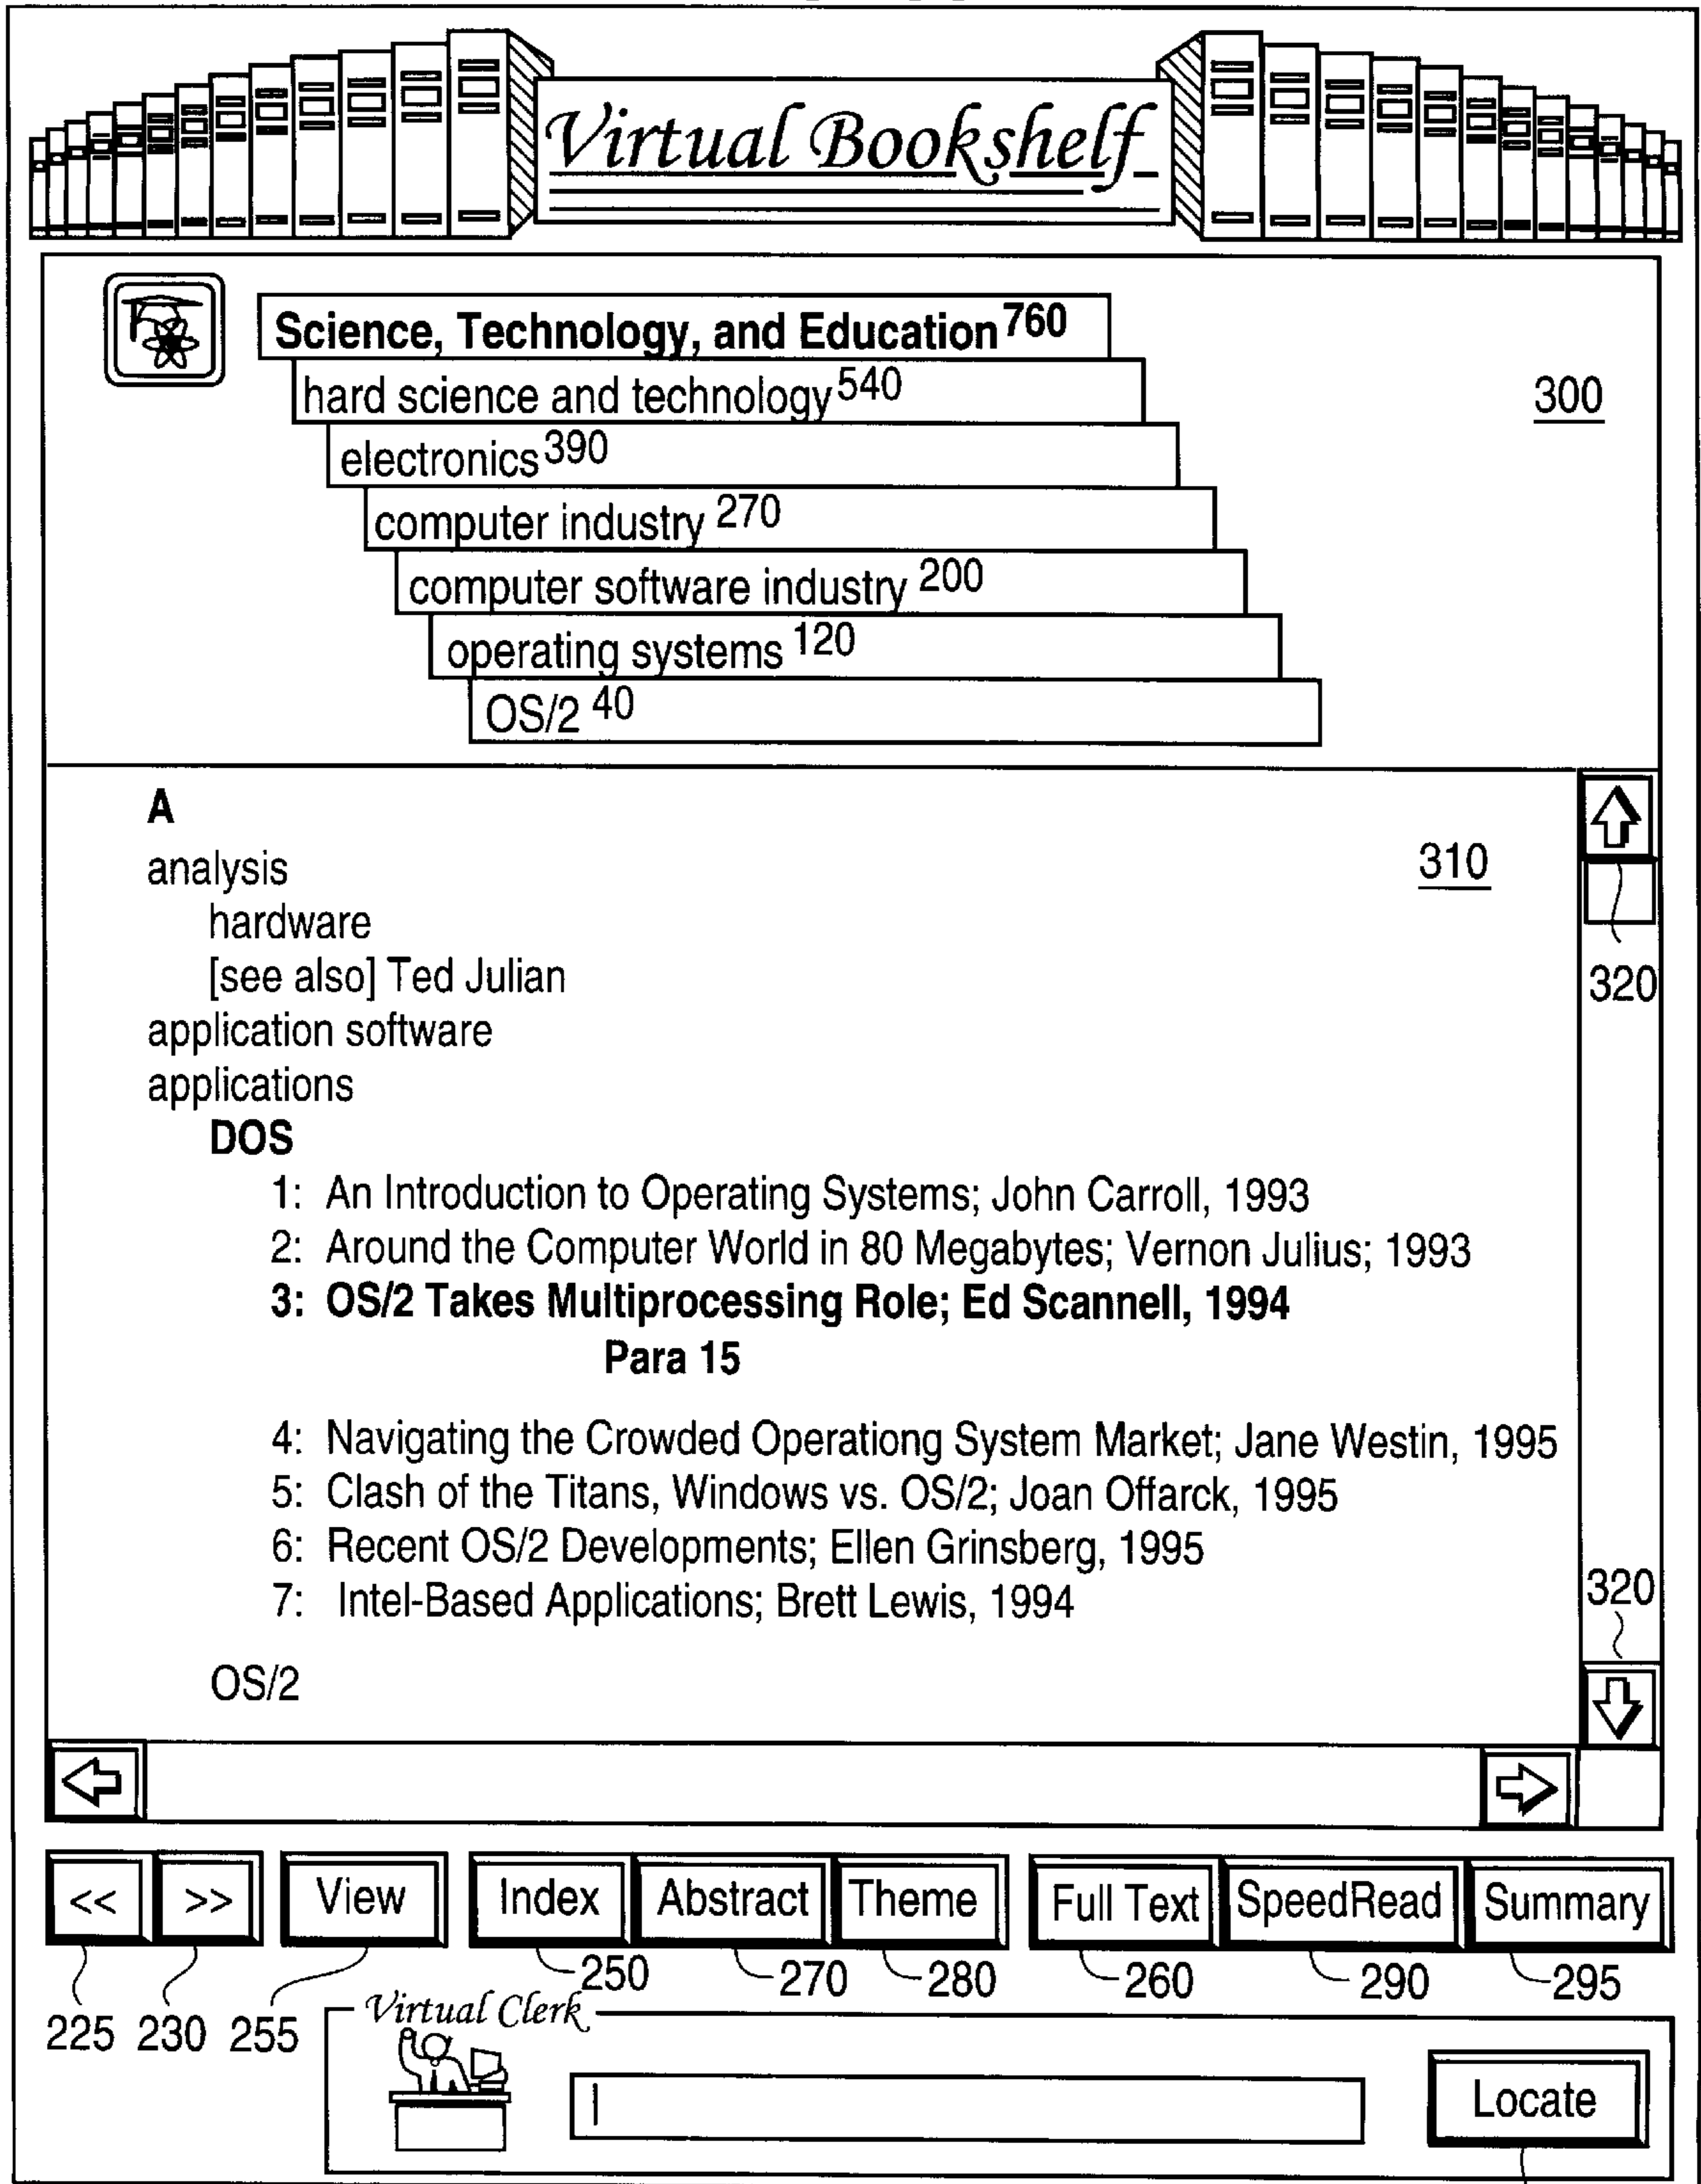 Virtual Bookshelf
Science, Technology, and Education 760
hard science and technology 540
300
electronics 390
computer industry 270
computer software industry 200
operating systems 120
OS/2 40
A
analysis
310
hardware
[see also] Ted Julian
320
application software
applications
DOS
1: An Introduction to Operating Systems; John Carroll, 1993
2: Around the Computer World in 80 Megabytes; Vernon Julius; 1993
3: OS/2 Takes Multiprocessing Role; Ed Scannell, 1994
Para 15
4: Navigating the Crowded Operationg System Market; Jane Westin, 1995
5: Clash of the Titans, Windows vs. OS/2; Joan Offarck, 1995
6: Recent OS/2 Developments; Ellen Grinsberg, 1995
7: Intel-Based Applications; Brett Lewis, 1994
320
OS/2
<< >> View Index Abstract Theme Full Text SpeedRead Summary
250 270 280 260 290 295
225 230 255
Virtual Clerk
Locate